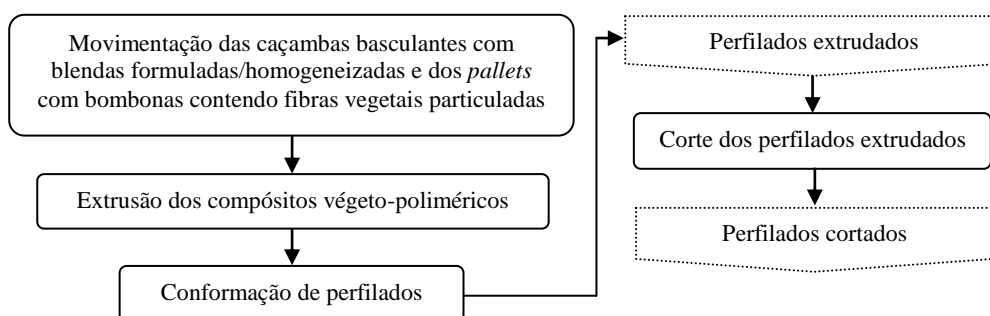 Movimentação das caçambas basculantes com
blendas formuladas/homogeneizadas e dos pallets
com bombonas contendo fibras vegetais particuladas
Extrusão dos compósitos végeto-poliméricos
Conformação de perfilados
Perfilados extrudados
Corte dos perfilados extrudados
Perfilados cortados